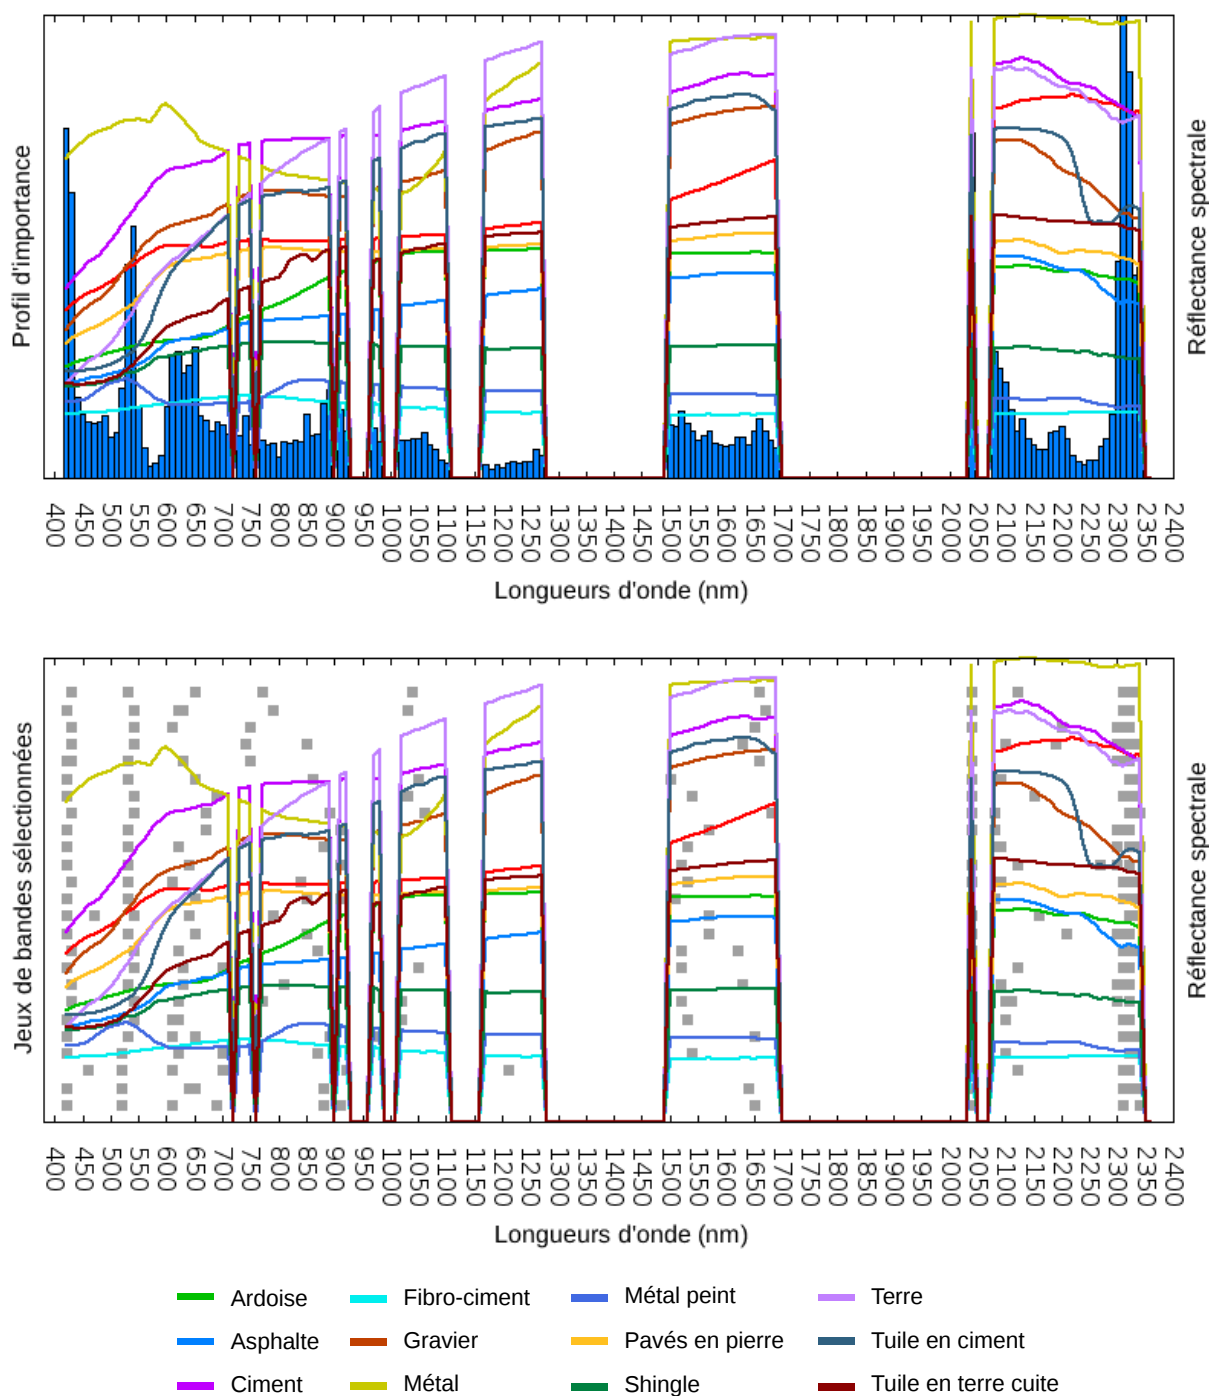 Profil d'importance
Réflectance spectrale
400 450 500 550 600 650 700 750 800 850 900 950 1000 1050 1100 1150 1200 1250 1300 1350 1400 1450 1500 1550 1600 1650 1700 1750 1800 1850 1900 1950 2000 2050 2100 2150 2200 2250 2300 2350 2400
Longueurs d'onde (nm)
Jeux de bandes sélectionnées
Réflectance spectrale
400 450 500 550 600 650 700 750 800 850 900 950 1000 1050 1100 1150 1200 1250 1300 1350 1400 1450 1500 1550 1600 1650 1700 1750 1800 1850 1900 1950 2000 2050 2100 2150 2200 2250 2300 2350 2400
Longueurs d'onde (nm)
Ardoise Fibro-ciment Métal peint Terre
Asphalte Gravier Pavés en pierre Tuile en ciment
Ciment Métal Shingle Tuile en terre cuite